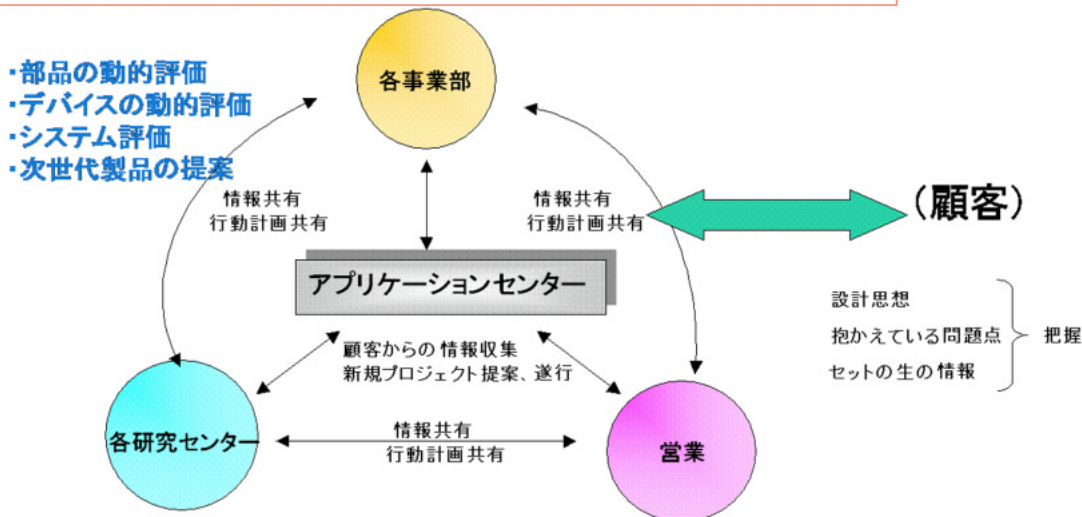 ・部品の動的評価
・デバイスの動的評価
・システム評価
・次世代製品の提案
各事業部
情報共有
行動計画共有
情報共有
行動計画共有
(顧客)
アプリケーションセンター
設計思想
抱かえている問題点
セットの生の情報
把握
顧客からの情報収集
新規プロジェクト提案、遂行
各研究センター
情報共有
行動計画共有
営業